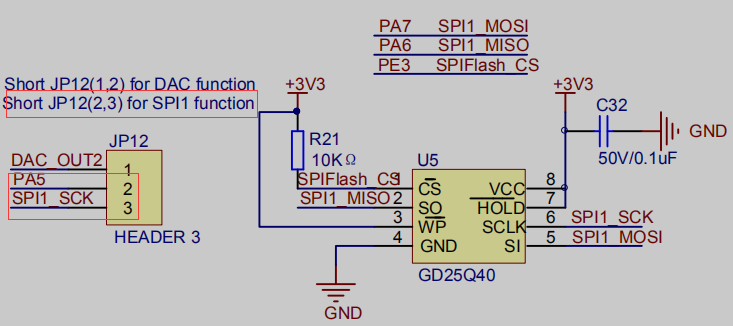 PA7 SPI1_MOSI
PA6 SPI1_MISO
PE3 SPIFlash_CS
Short JP12(1,2) for DAC function
Short JP12(2,3) for SPI1 function
+3V3
+3V3
C32
GND
50V/0.1uF
R21
10KΩ
JP12
DAC_OUT2 1
PA5 2
SPI1_SCK 3
HEADER 3
U5
SPIFlash_CS 1 CS VCC 8
SPI1_MISO 2 SO HOLD 7
3 WP SCLK 6 SPI1_SCK
4 GND SI 5 SPI1_MOSI
GD25Q40
GND